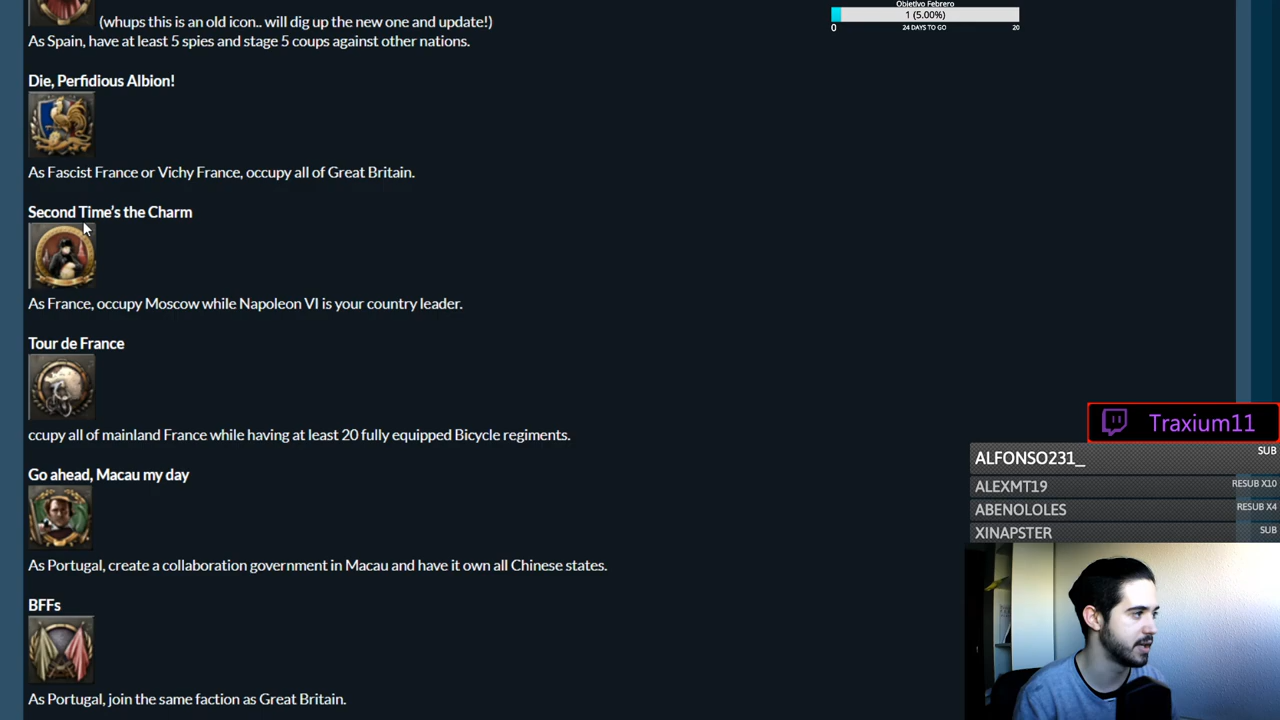 (whups this is an old icon.. will dig up the new one and update!)
As Spain, have at least 5 spies and stage 5 coups against other nations.
Die, Perfidious Albion!
As Fascist France or Vichy France, occupy all of Great Britain.
Second Time's the Charm
As France, occupy Moscow while Napoleon VI is your country leader.
Tour de France
ccupy all of mainland France while having at least 20 fully equipped Bicycle regiments.
Go ahead, Macau my day
As Portugal, create a collaboration government in Macau and have it own all Chinese states.
BFFs
As Portugal, join the same faction as Great Britain.
Obletivo Febrero
1 (5.00%)
0 24 DAYS TO GO 20
Traxium11
ALFONSO231_ SUB
ALEXMT19 RESUB X10
ABENOLOLES RESUB X4
XINAPSTER SUB